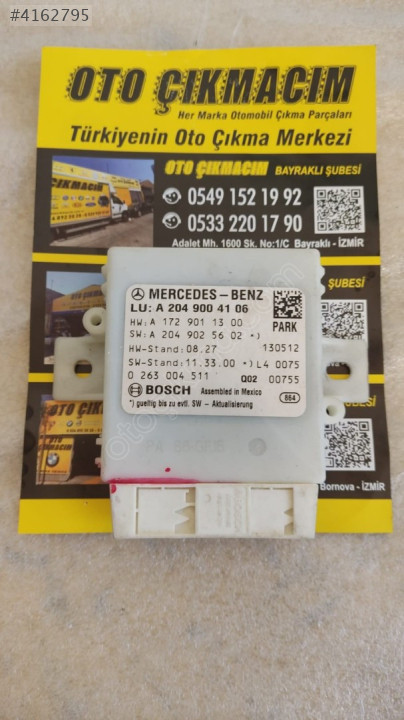 #4162795
OTO ÇIKMACIM
Her Marka Otomobil Çıkma Parçaları
Türkiyenin Oto Çıkma Merkezi
OTO ÇIKMACIM BAYRAKLI ŞUBESİ
0549 152 19 92
0533 220 17 90
Adalet Mh. 1600 Sk. No:1/C Bayraklı - İZMİR
ŞUBESİ
MERCEDES-BENZ
LU: A 204 900 41 06
HW: A 172 901 13 00 PARK
SW: A 204 902 56 02 *)
HW-Stand: 08.27 130512
SW-Stand: 11.33.00 *) L4 0075
0 263 004 511 Q02 00755
BOSCH Assembled in Mexico
*) gueltig bis zu evtl. SW - Aktualisierung
864
Bornova - İZMİR